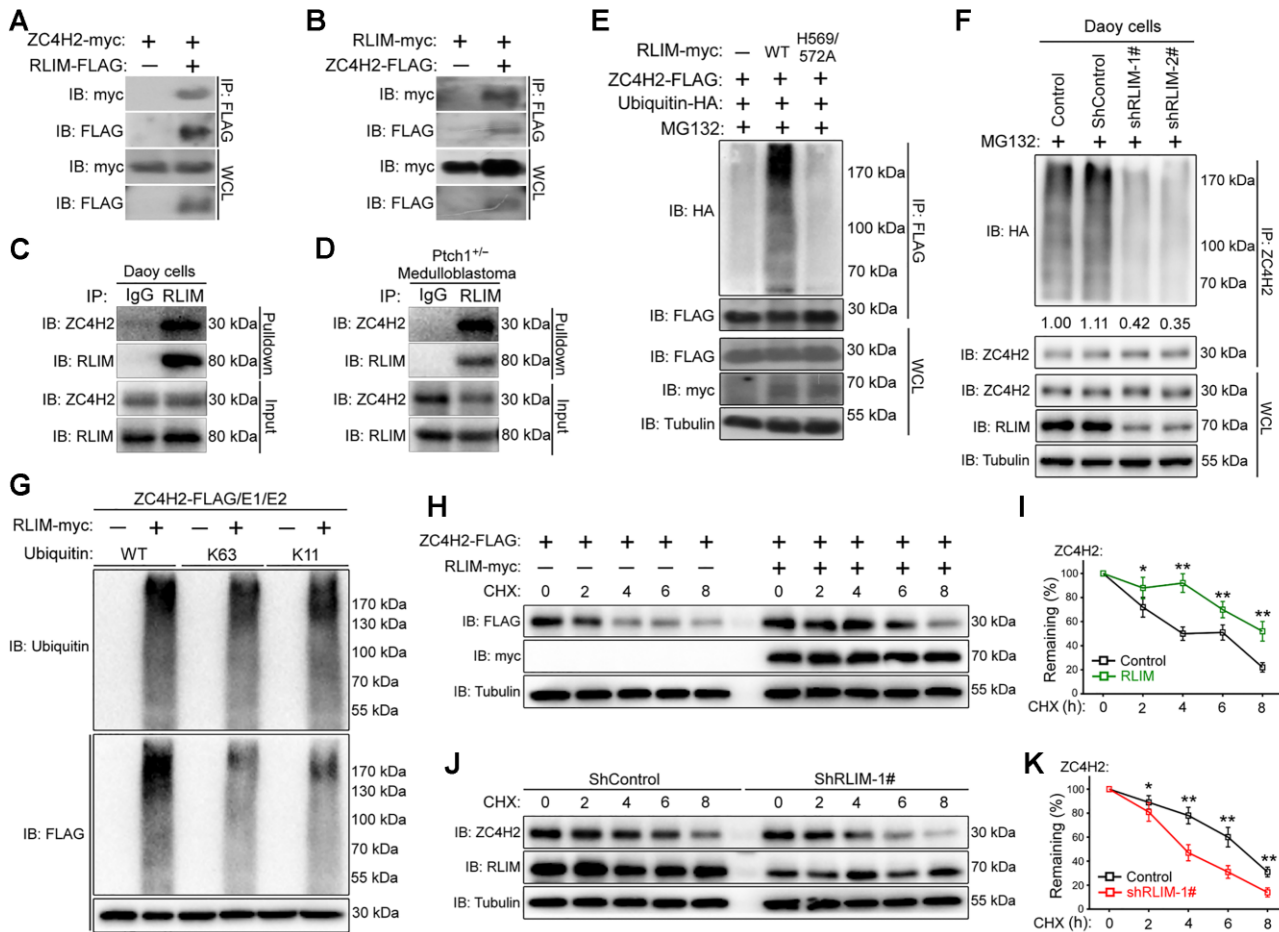 A
ZC4H2-myc: + +
RLIM-FLAG: — +
IB: myc
IB: FLAG
IP: FLAG
IB: myc
IB: FLAG
WCL
B
RLIM-myc: + +
ZC4H2-FLAG: — +
IB: myc
IB: FLAG
IP: FLAG
IB: myc
IB: FLAG
WCL
C
Daoy cells
IP: IgG RLIM
IB: ZC4H2 30 kDa
IB: RLIM 80 kDa
Pulldown
IB: ZC4H2 30 kDa
IB: RLIM 80 kDa
Input
D
Ptch1+/–
Medulloblastoma
IP: IgG RLIM
IB: ZC4H2 30 kDa
IB: RLIM 80 kDa
Pulldown
IB: ZC4H2 30 kDa
IB: RLIM 80 kDa
Input
E
RLIM-myc: — WT H569/572A
ZC4H2-FLAG: + + +
Ubiquitin-HA: + + +
MG132: + + +
IB: HA
170 kDa
100 kDa
70 kDa
IB: FLAG 30 kDa
IP: FLAG
IB: FLAG 30 kDa
IB: myc 70 kDa
IB: Tubulin 55 kDa
WCL
F
Daoy cells
Control ShControl shRLIM-1# shRLIM-2#
MG132: + + + +
IB: HA
170 kDa
100 kDa
70 kDa
1.00 1.11 0.42 0.35
IB: ZC4H2 30 kDa
IP: ZC4H2
IB: ZC4H2 30 kDa
IB: RLIM 70 kDa
IB: Tubulin 55 kDa
WCL
G
ZC4H2-FLAG/E1/E2
RLIM-myc: — + — + — +
Ubiquitin: WT K63 K11
IB: Ubiquitin
170 kDa
130 kDa
100 kDa
70 kDa
55 kDa
IB: FLAG
170 kDa
130 kDa
100 kDa
70 kDa
55 kDa
30 kDa
H
ZC4H2-FLAG: + + + + + + + + + +
RLIM-myc: — — — — — + + + + +
CHX: 0 2 4 6 8 0 2 4 6 8
IB: FLAG 30 kDa
IB: myc 70 kDa
IB: Tubulin 55 kDa
I
ZC4H2:
Remaining (%)
100
80
60
40
20
0
* ** ** **
Control
RLIM
CHX (h): 0 2 4 6 8
J
ShControl ShRLIM-1#
CHX: 0 2 4 6 8 0 2 4 6 8
IB: ZC4H2 30 kDa
IB: RLIM 70 kDa
IB: Tubulin 55 kDa
K
ZC4H2:
Remaining (%)
100
80
60
40
20
0
* ** ** **
Control
shRLIM-1#
CHX (h): 0 2 4 6 8